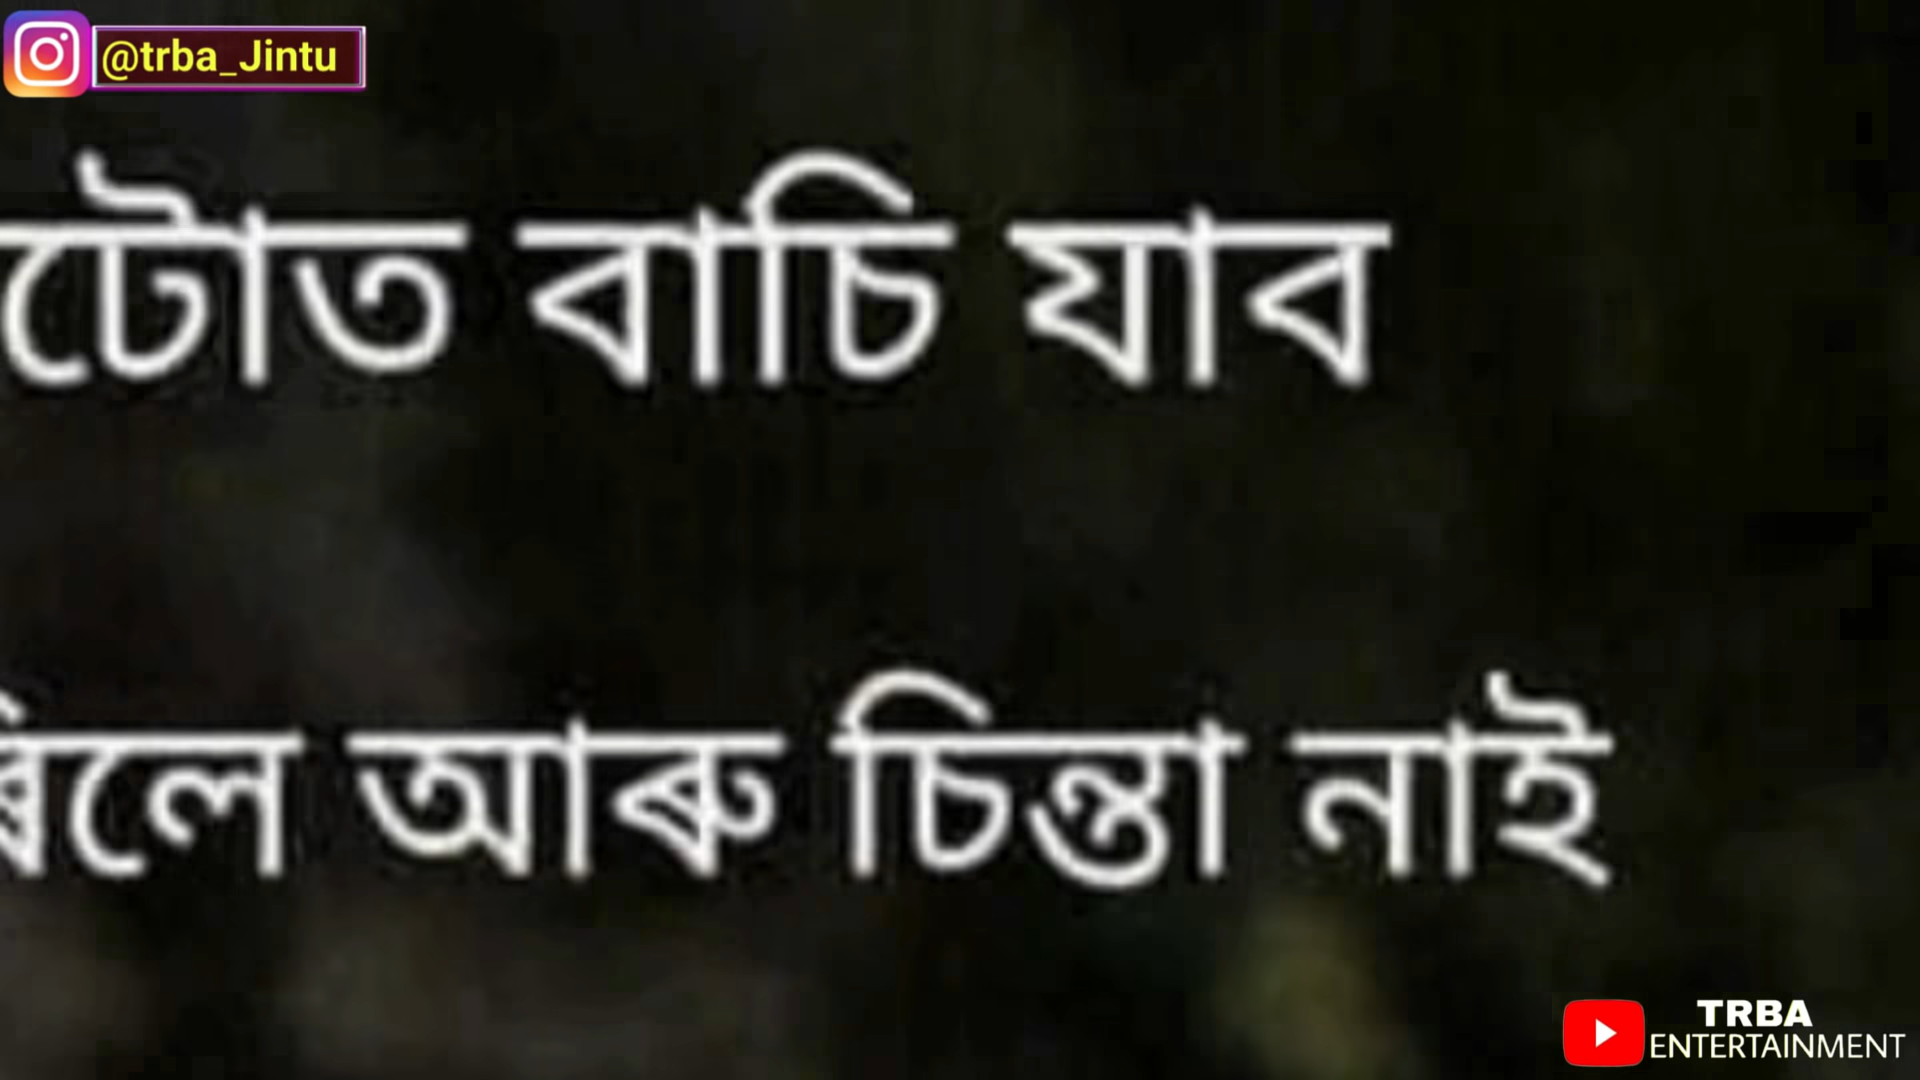 @trba_Jintu
টোত বাচি যাব
ৰিলে আৰু চিন্তা নাই
TRBA
ENTERTAINMENT